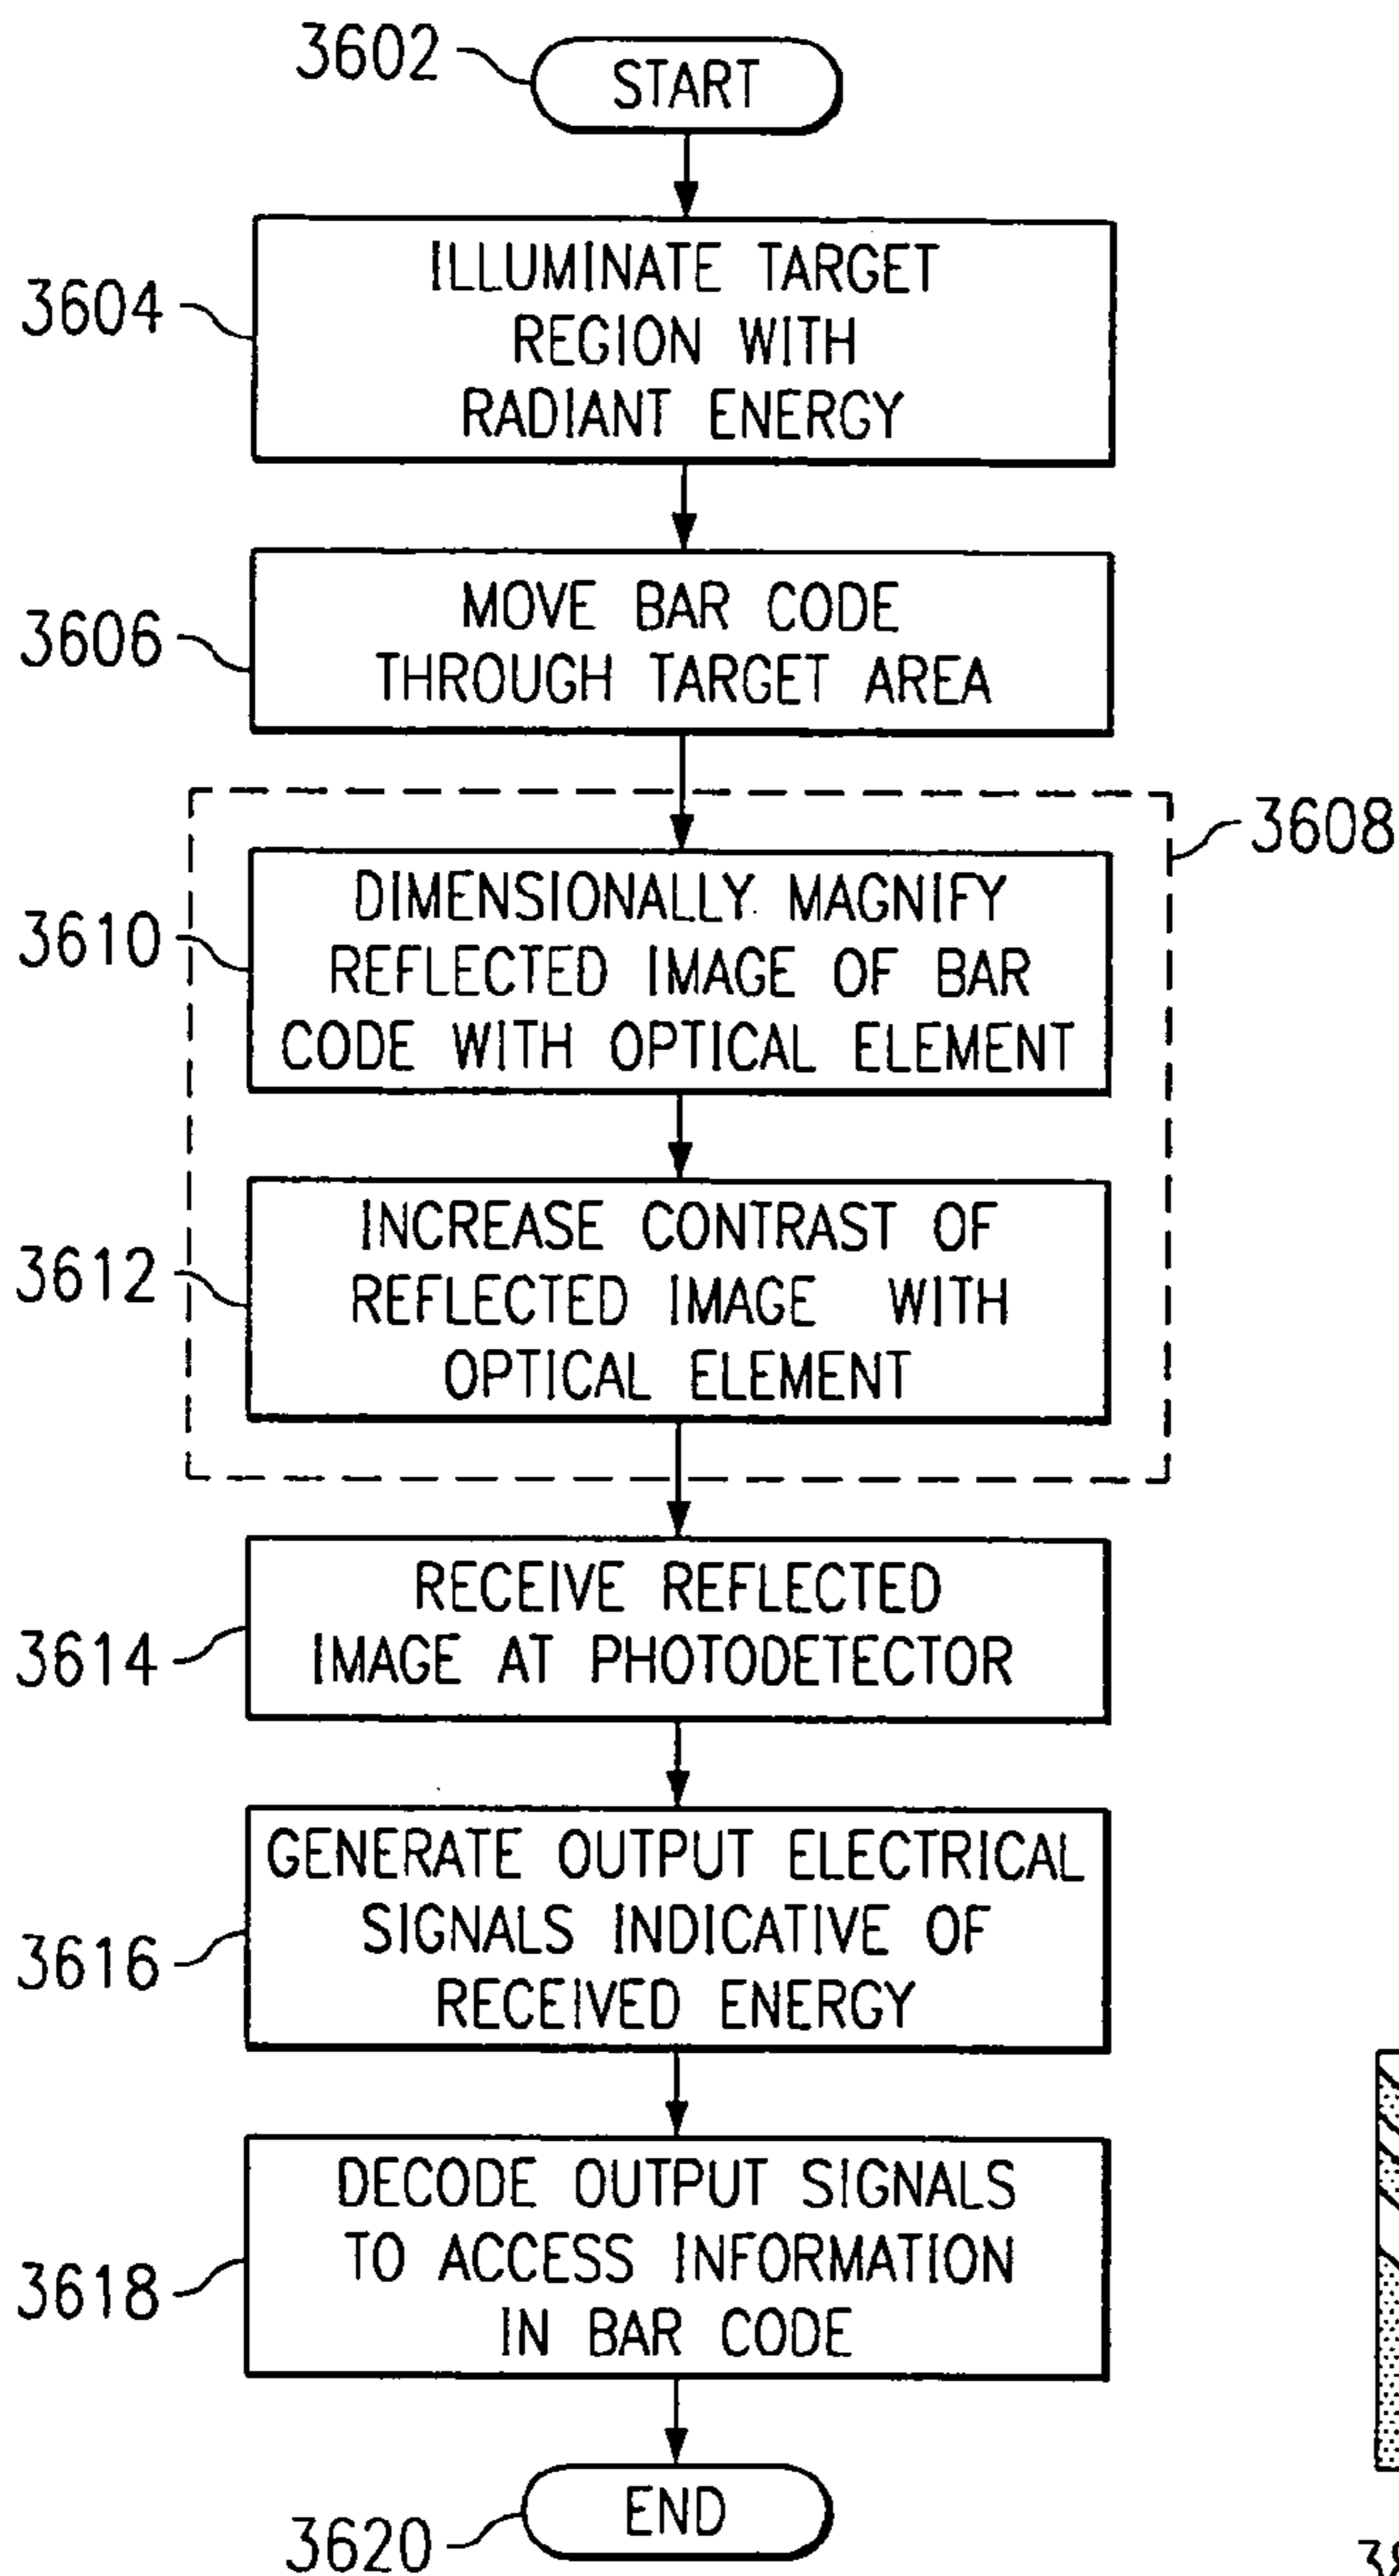 3602
START
3604
ILLUMINATE TARGET
REGION WITH
RADIANT ENERGY
3606
MOVE BAR CODE
THROUGH TARGET AREA
3608
3610
DIMENSIONALLY MAGNIFY
REFLECTED IMAGE OF BAR
CODE WITH OPTICAL ELEMENT
3612
INCREASE CONTRAST OF
REFLECTED IMAGE WITH
OPTICAL ELEMENT
3614
RECEIVE REFLECTED
IMAGE AT PHOTODETECTOR
3616
GENERATE OUTPUT ELECTRICAL
SIGNALS INDICATIVE OF
RECEIVED ENERGY
3618
DECODE OUTPUT SIGNALS
TO ACCESS INFORMATION
IN BAR CODE
END
3620